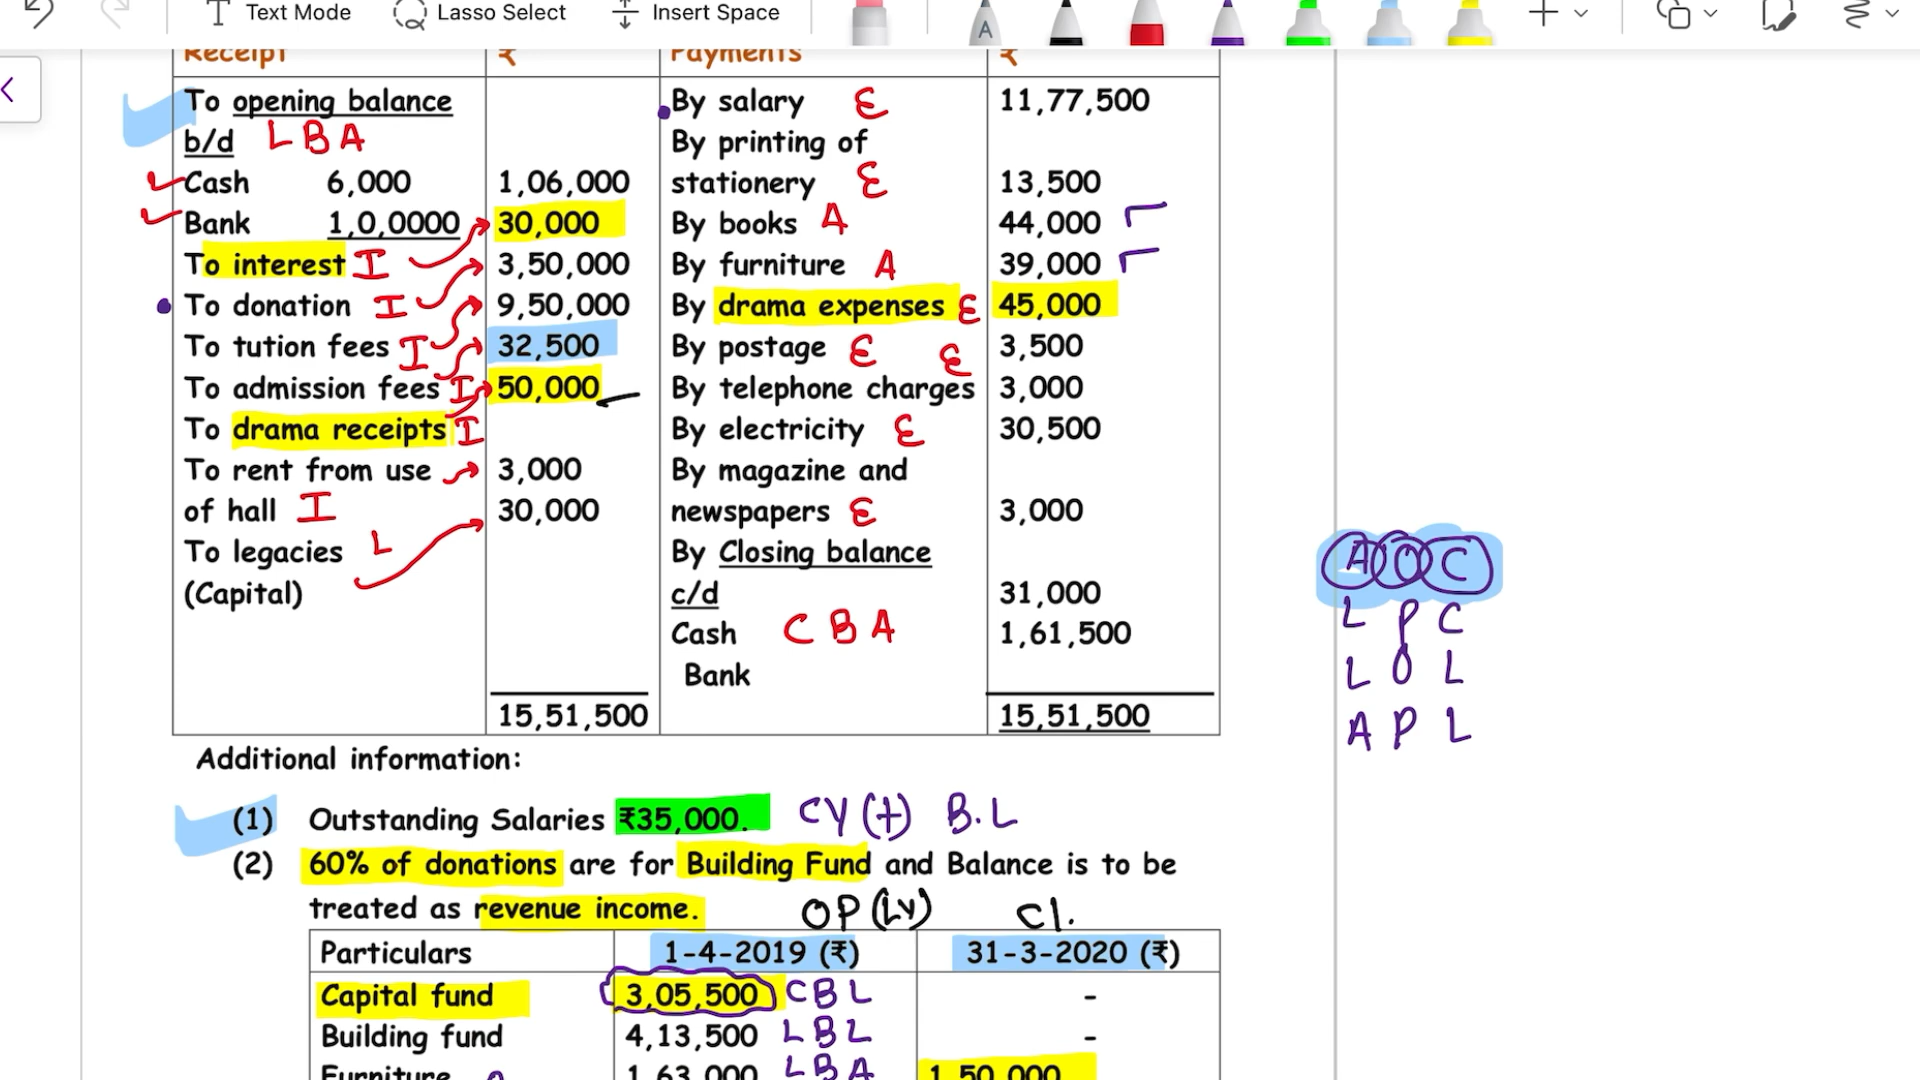 Text Mode Lasso Select Insert Space
Receipt ₹ Payments ₹
To opening balance By salary Ɛ 11,77,500
b/d L B A By printing of
Cash 6,000 1,06,000 stationery Ɛ 13,500
Bank 1,0,0000 30,000 By books A 44,000
To interest I 3,50,000 By furniture A 39,000
To donation I 9,50,000 By drama expenses Ɛ 45,000
To tution fees I 32,500 By postage Ɛ Ɛ 3,500
To admission fees I 50,000 By telephone charges 3,000
To drama receipts I By electricity Ɛ 30,500
To rent from use 3,000 By magazine and
of hall I 30,000 newspapers Ɛ 3,000
To legacies L By Closing balance
(Capital) c/d 31,000
Cash C B A 1,61,500
Bank
15,51,500 15,51,500
A O C
L P C
L O L
A P L
Additional information:
(1) Outstanding Salaries ₹35,000. CY (+) B.L
(2) 60% of donations are for Building Fund and Balance is to be
treated as revenue income. OP (LY) Cl.
Particulars 1-4-2019 (₹) 31-3-2020 (₹)
Capital fund 3,05,500 C B L -
Building fund 4,13,500 L B L -
Furniture 1,63,000 L B A 1,50,000